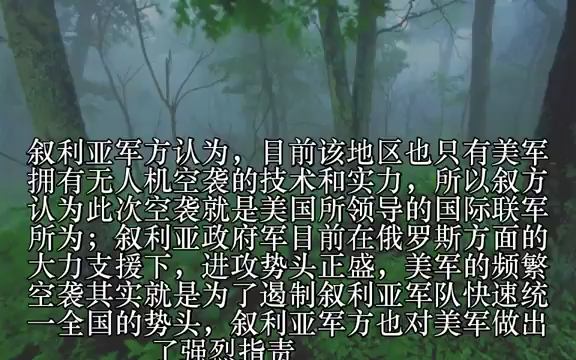 叙利亚军方认为，目前该地区也只有美军
拥有无人机空袭的技术和实力，所以叙方
认为此次空袭就是美国所领导的国际联军
所为；叙利亚政府军目前在俄罗斯方面的
大力支援下，进攻势头正盛，美军的频繁
空袭其实就是为了遏制叙利亚军队快速统
一全国的势头，叙利亚军方也对美军做出
了强烈指责